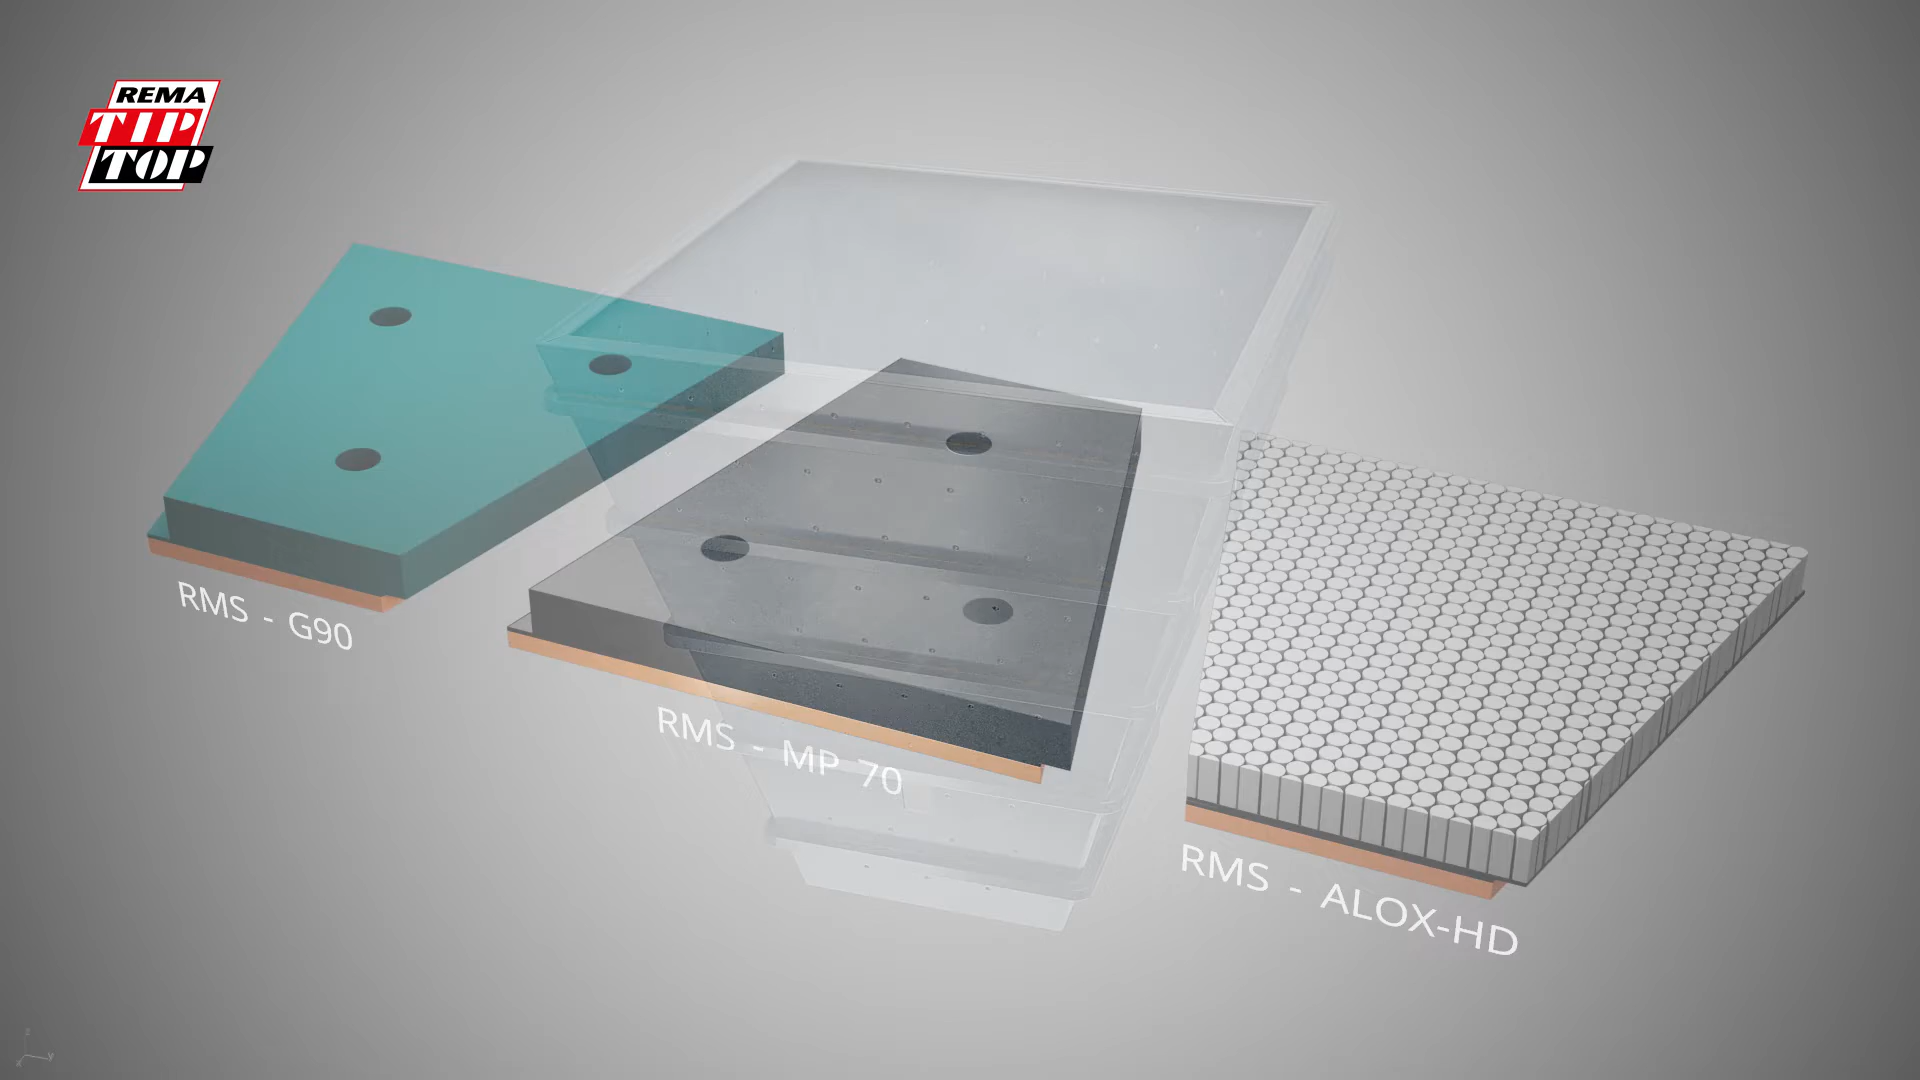 REMA
TIP
TOP
RMS - G90
RMS - MP 70
RMS - ALOX-HD
z
x
y